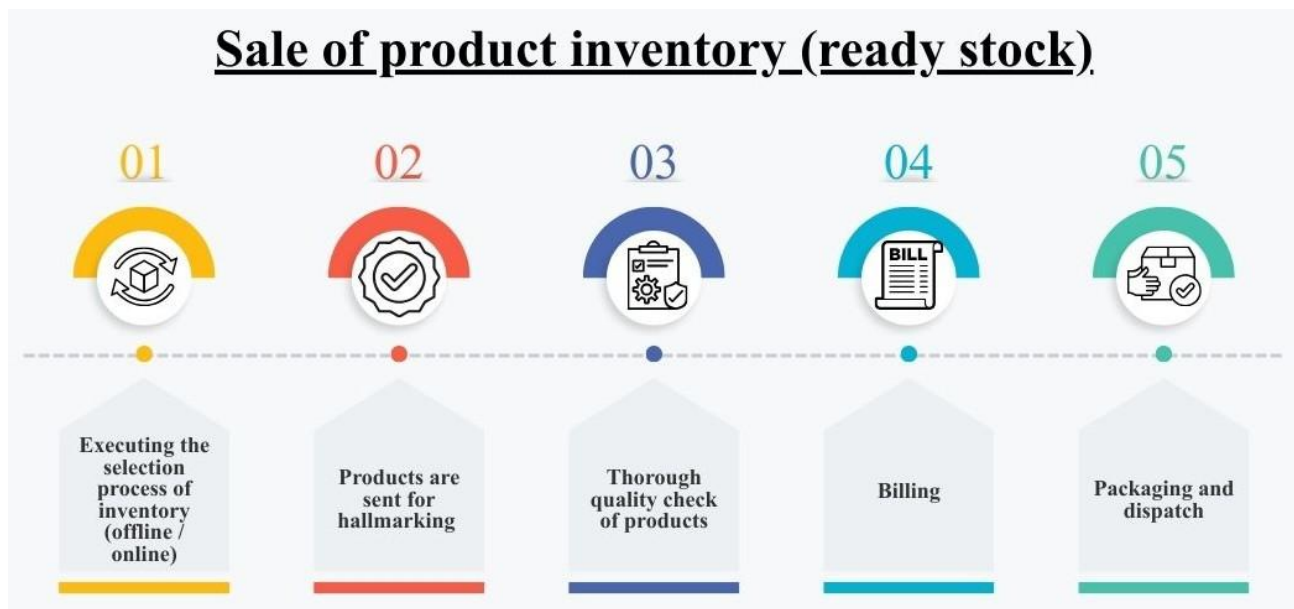 Sale of product inventory (ready stock)
01
02
03
04
05
BILL
Executing the
selection
process of
inventory
(offline /
online)
Products are
sent for
hallmarking
Thorough
quality check
of products
Billing
Packaging and
dispatch